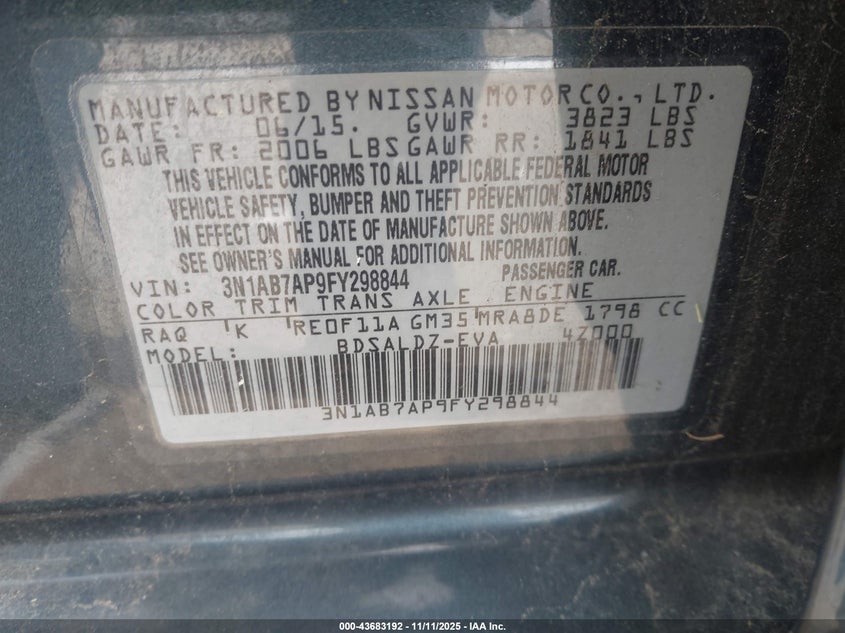 MANUFACTURED BY NISSAN MOTOR CO., LTD.
DATE: 06/15. GVWR: 3823 LBS
GAWR FR: 2006 LBS GAWR RR: 1841 LBS
THIS VEHICLE CONFORMS TO ALL APPLICABLE FEDERAL MOTOR
VEHICLE SAFETY, BUMPER AND THEFT PREVENTION STANDARDS
IN EFFECT ON THE DATE OF MANUFACTURE SHOWN ABOVE.
SEE OWNER'S MANUAL FOR ADDITIONAL INFORMATION.
VIN: 3N1AB7AP9FY298844 PASSENGER CAR.
COLOR TRIM TRANS AXLE ENGINE
RAQ K RE0F11A GM35 MRA8DE 1798 CC
MODEL: BDSALDZ-EVA 4Z000
3N1AB7AP9FY298844
000-43683192 - 11/11/2025 - IAA Inc.